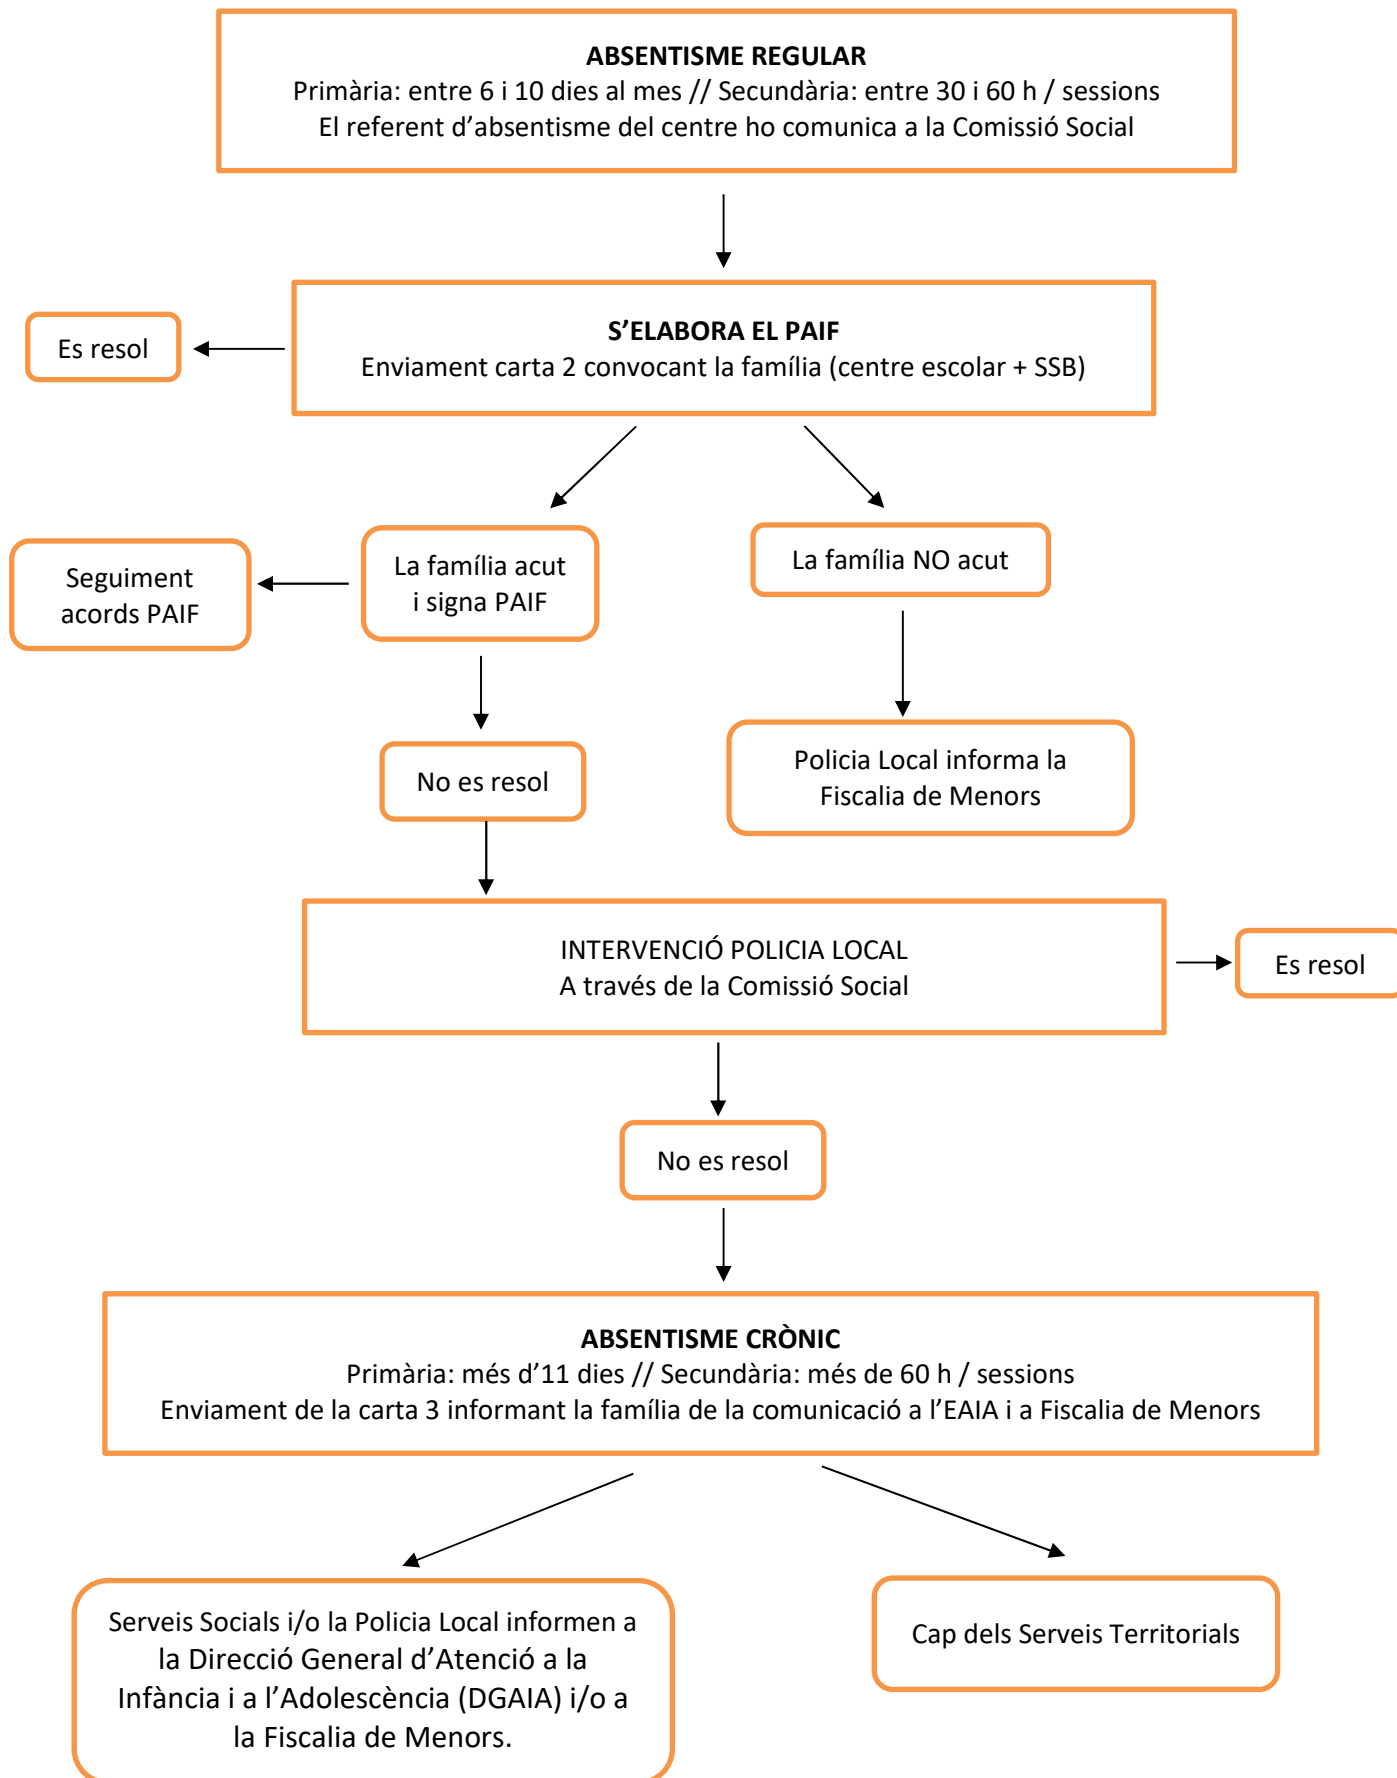 ABSENTISME REGULAR
Primària: entre 6 i 10 dies al mes // Secundària: entre 30 i 60 h / sessions
El referent d’absentisme del centre ho comunica a la Comissió Social
S’ELABORA EL PAIF
Enviament carta 2 convocant la família (centre escolar + SSB)
Es resol
La família acut
i signa PAIF
La família NO acut
Seguiment
acords PAIF
No es resol
Policia Local informa la
Fiscalia de Menors
INTERVENCIÓ POLICIA LOCAL
A través de la Comissió Social
Es resol
No es resol
ABSENTISME CRÒNIC
Primària: més d’11 dies // Secundària: més de 60 h / sessions
Enviament de la carta 3 informant la família de la comunicació a l’EAIA i a Fiscalia de Menors
Serveis Socials i/o la Policia Local informen a
la Direcció General d’Atenció a la
Infància i a l’Adolescència (DGAIA) i/o a
la Fiscalia de Menors.
Cap dels Serveis Territorials